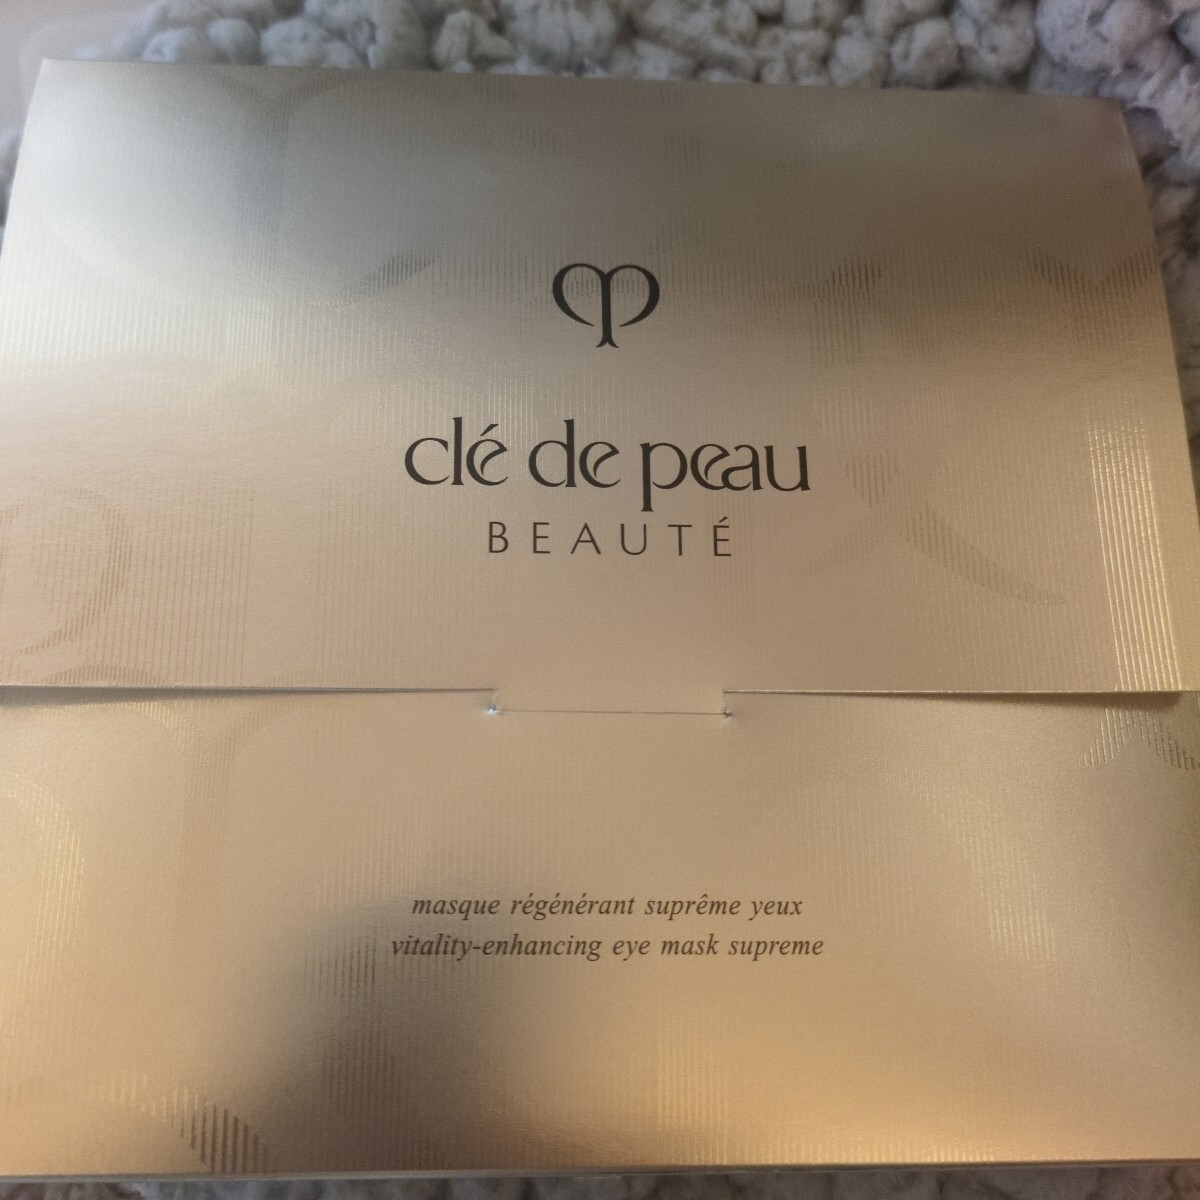 clé de peau
BEAUTÉ
masque régénérant suprême yeux
vitality-enhancing eye mask supreme